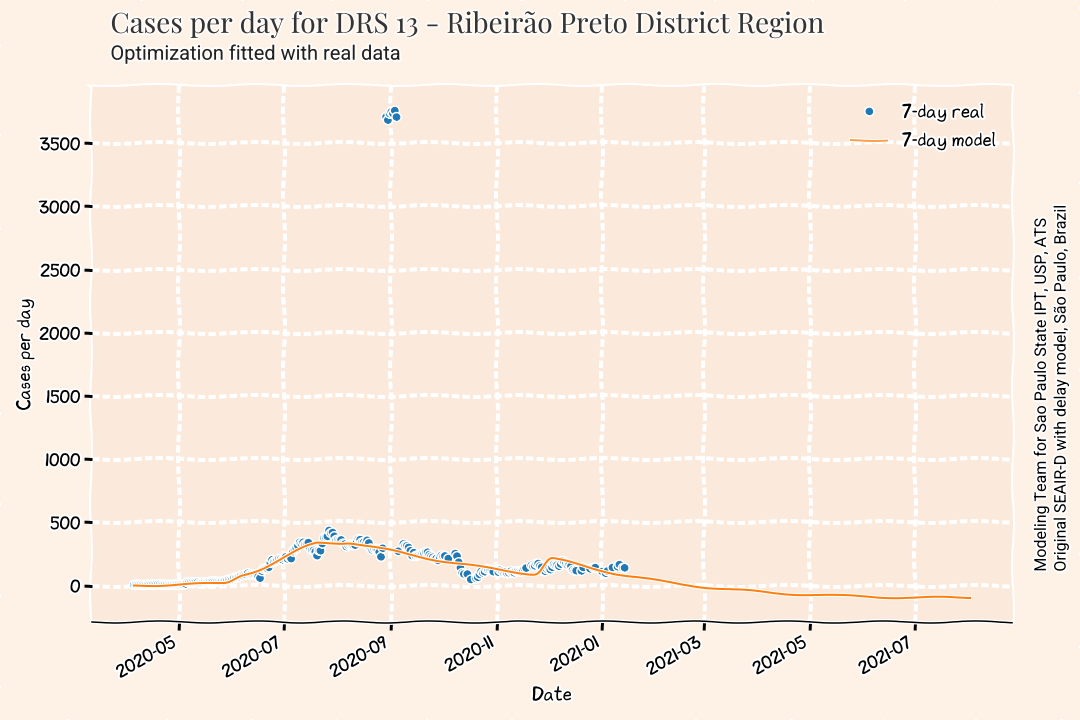 Cases per day for DRS 13 - Ribeirão Preto District Region
Optimization fitted with real data
7-day real
7-day model
3500
3000
2500
2000
1500
1000
500
0
Cases per day
2020-05
2020-07
2020-09
2020-11
2021-01
2021-03
2021-05
2021-07
Date
Modeling Team for Sao Paulo State IPT, USP, ATS
Original SEAIR-D with delay model, São Paulo, Brazil